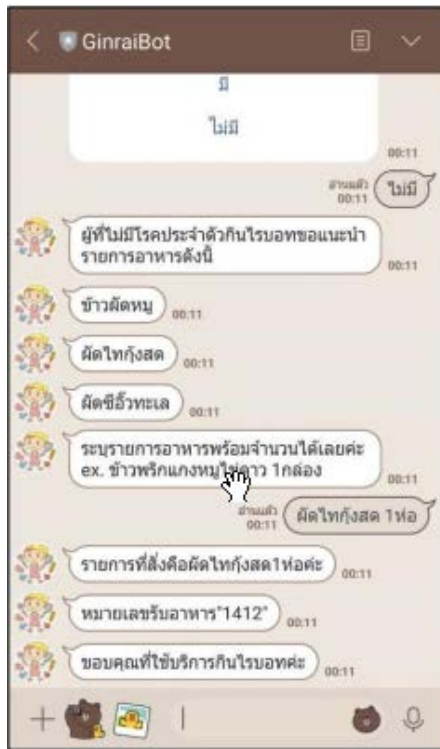 GinraiBot
มี
ไม่มี
00:11
อ่านแล้ว
00:11
ไม่มี
ผู้ที่ไม่มีโรคประจำตัวกินไรบอทขอแนะนำ
รายการอาหารดังนี้
00:11
ข้าวผัดหมู
00:11
ผัดไทกุ้งสด
00:11
ผัดซีอิ๊วทะเล
00:11
ระบุรายการอาหารพร้อมจำนวนได้เลยค่ะ
ex. ข้าวพริกแกงหมูไข่ดาว 1กล่อง
00:11
อ่านแล้ว
00:11
ผัดไทกุ้งสด 1ห่อ
รายการที่สั่งคือผัดไทกุ้งสด1ห่อค่ะ
00:11
หมายเลขรับอาหาร"1412"
00:11
ขอบคุณที่ใช้บริการกินไรบอทค่ะ
00:11